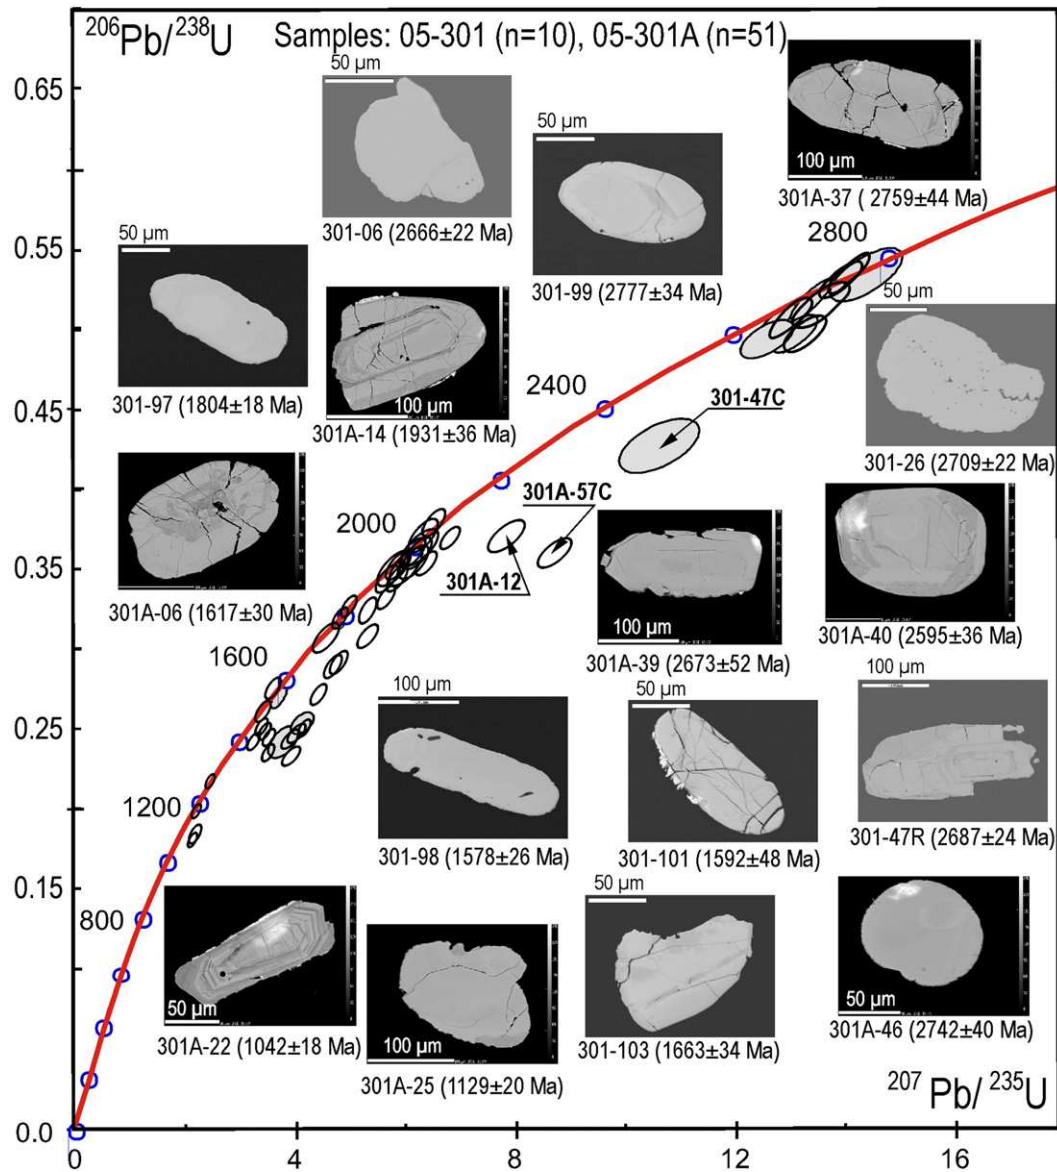 206Pb/238U
Samples: 05-301 (n=10), 05-301A (n=51)
50 µm
301-06 (2666±22 Ma)
50 µm
301-99 (2777±34 Ma)
50 µm
100 µm
301A-37 ( 2759±44 Ma)
50 µm
301-97 (1804±18 Ma)
100 µm
301A-14 (1931±36 Ma)
50 µm
301-26 (2709±22 Ma)
301A-06 (1617±30 Ma)
301-47C
301A-57C
301A-12
100 µm
301A-39 (2673±52 Ma)
301A-40 (2595±36 Ma)
100 µm
301-98 (1578±26 Ma)
50 µm
301-101 (1592±48 Ma)
100 µm
301-47R (2687±24 Ma)
50 µm
301A-22 (1042±18 Ma)
100 µm
301A-25 (1129±20 Ma)
50 µm
301-103 (1663±34 Ma)
50 µm
301A-46 (2742±40 Ma)
2800
2400
2000
1600
1200
800
0.65
0.55
0.45
0.35
0.25
0.15
0.0
0
4
8
12
16
207 Pb/ 235U